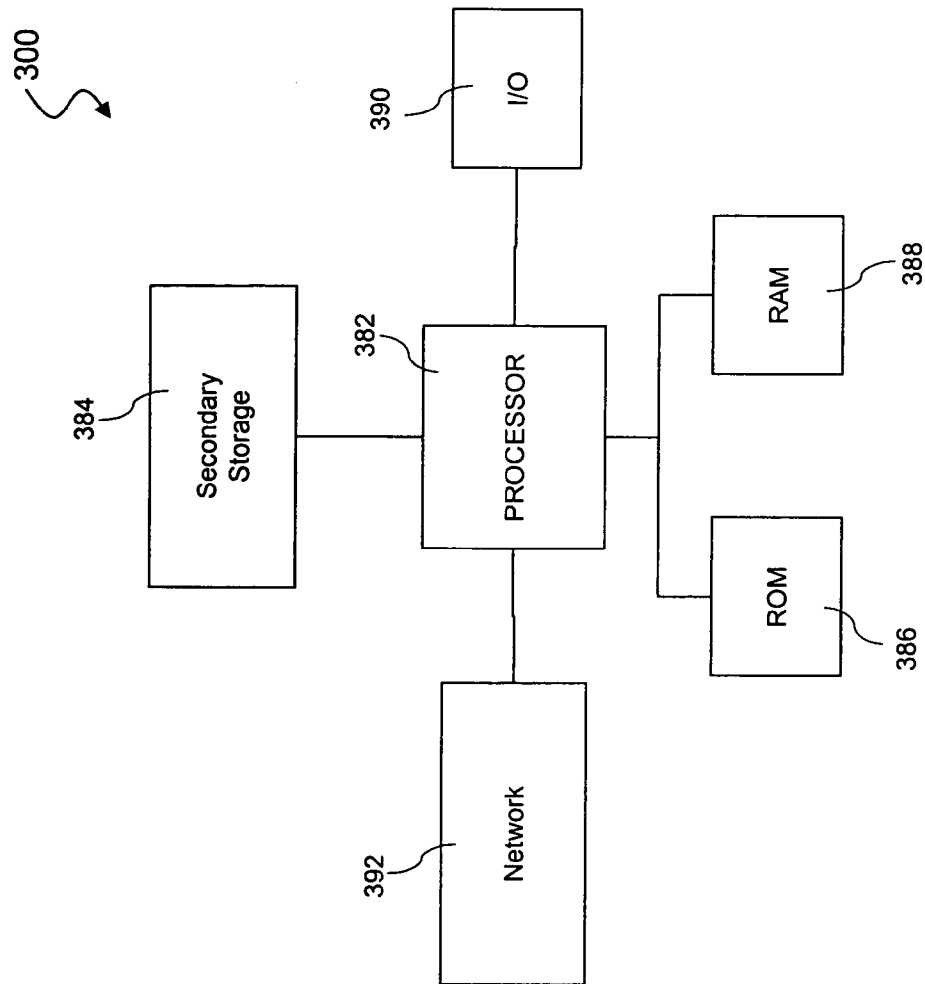 300
384
Secondary
Storage
392
Network
382
PROCESSOR
390
I/O
ROM
386
RAM
388